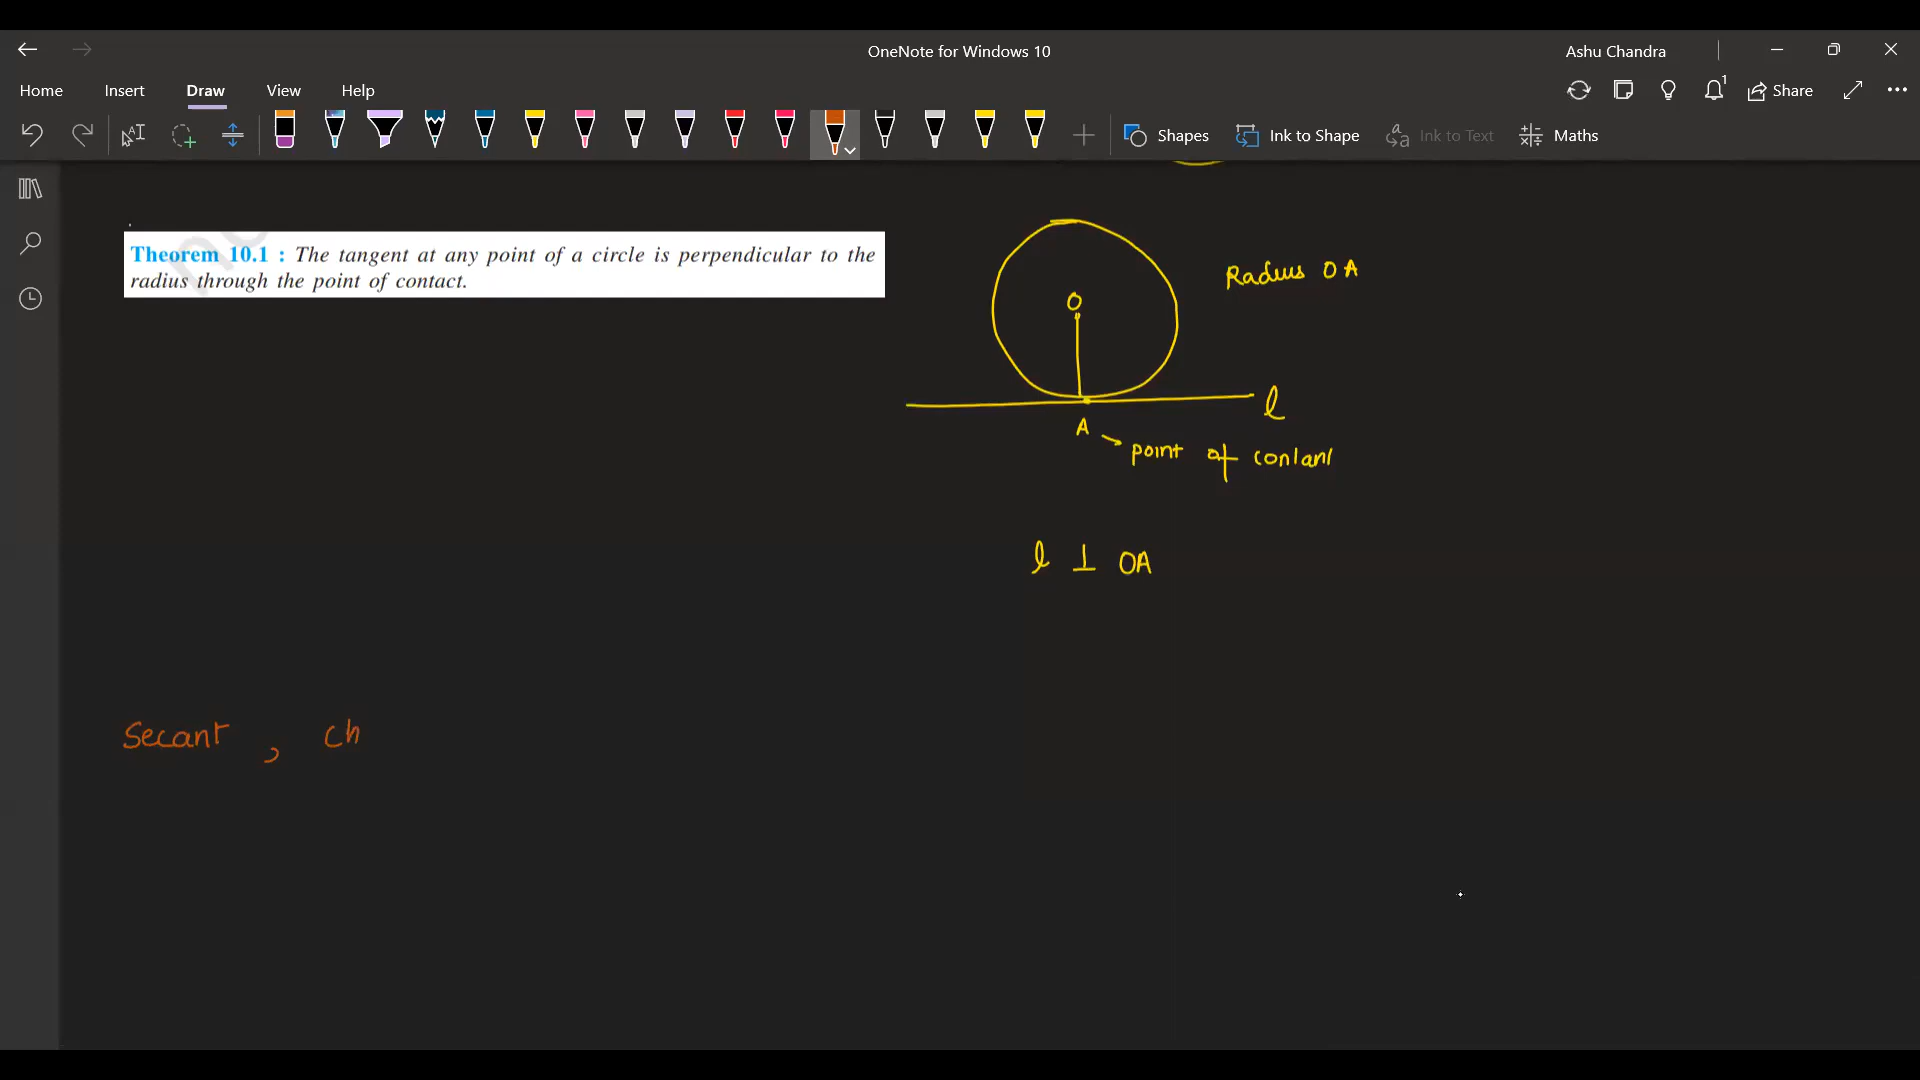 OneNote for Windows 10
Ashu Chandra
Home Insert Draw View Help
1 Share
Shapes Ink to Shape Ink to Text Maths
Theorem 10.1 : The tangent at any point of a circle is perpendicular to the
radius through the point of contact.
O
Radius OA
l
A
point of
l ⊥ OA
Secant , Ch